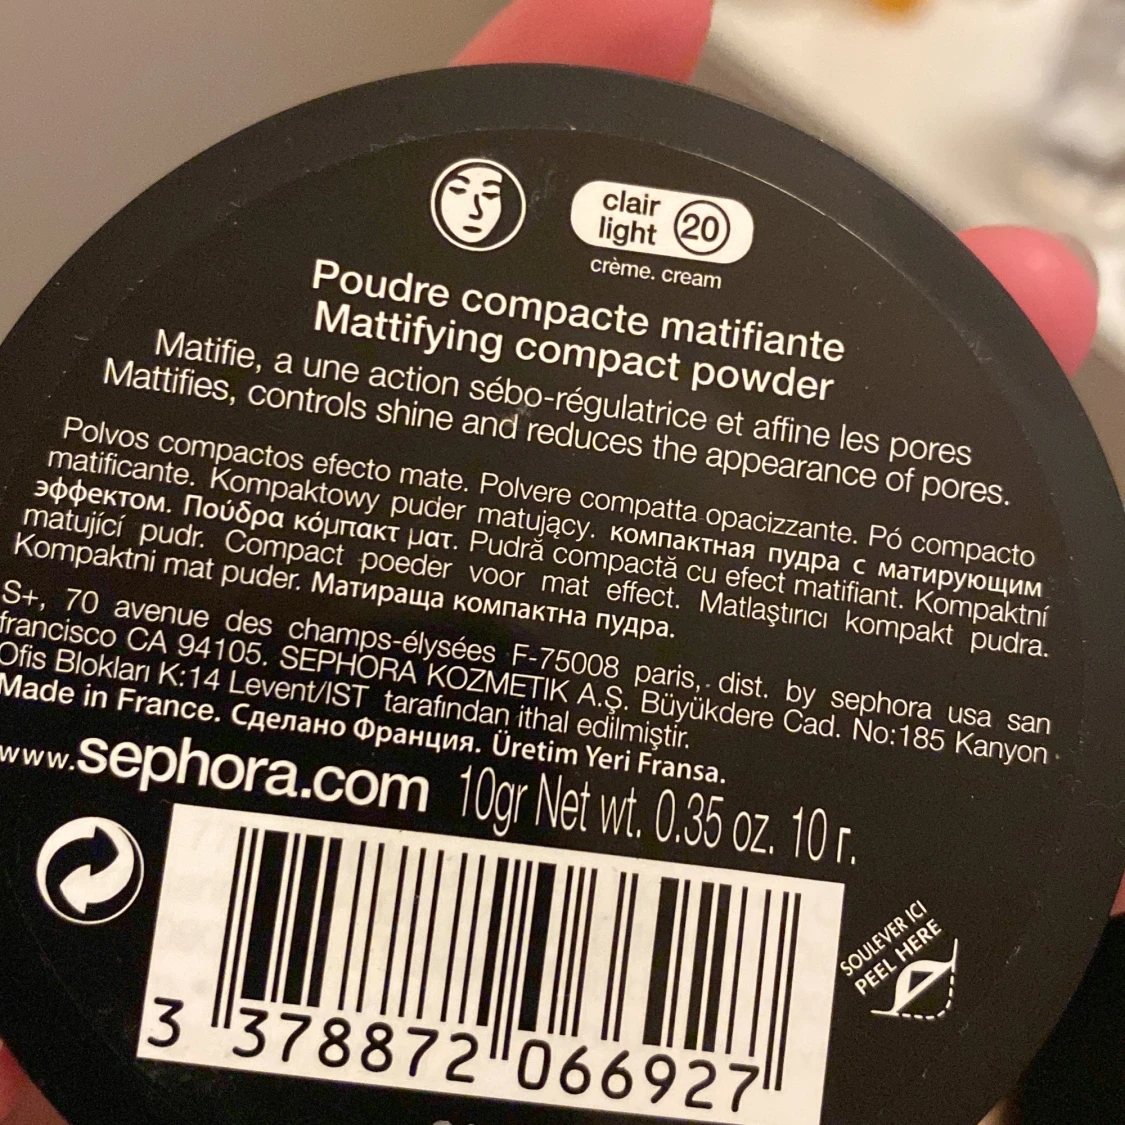 clair
light
20
crème. cream
Poudre compacte matifiante
Mattifying compact powder
Matifie, a une action sébo-régulatrice et affine les pores
Mattifies, controls shine and reduces the appearance of pores.
Polvos compactos efecto mate. Polvere compatta opacizzante. Pó compacto
matificante. Kompaktowy puder matujący. компактная пудра с матирующим
эффектом. Πούδρα κόμπακτ ματ. Pudră compactă cu efect matifiant. Kompaktní
matující pudr. Compact poeder voor mat effect. Matlaştırıcı kompakt pudra.
Kompaktni mat puder. Матираща компактна пудра.
S+, 70 avenue des champs-élysées F-75008 paris, dist. by sephora usa san
francisco CA 94105. SEPHORA KOZMETIK A.Ş. Büyükdere Cad. No:185 Kanyon
Ofis Blokları K:14 Levent/IST tarafından ithal edilmiştir.
Made in France. Сделано Франция. Üretim Yeri Fransa.
www.sephora.com 10gr Net wt. 0.35 oz. 10 г.
SOULEVER ICI
PEEL HERE
3 378872 066927